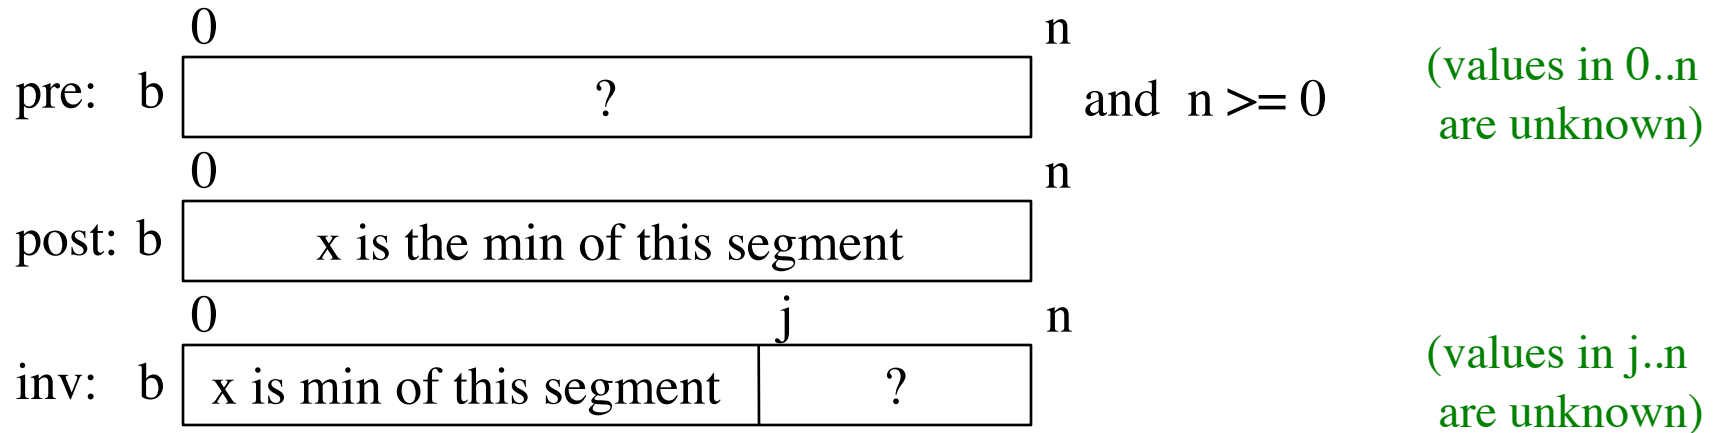 0 n
pre: b ? and n >= 0 (values in 0..n
are unknown)
0 n
post: b x is the min of this segment
0 j n
inv: b x is min of this segment ? (values in j..n
are unknown)